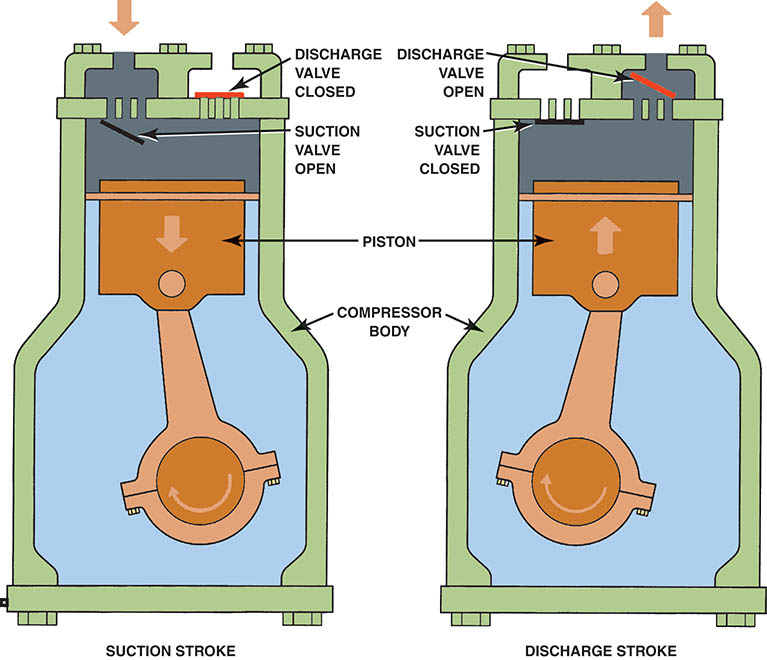 DISCHARGE
VALVE
CLOSED
SUCTION
VALVE
OPEN
DISCHARGE
VALVE
OPEN
SUCTION
VALVE
CLOSED
PISTON
COMPRESSOR
BODY
SUCTION STROKE
DISCHARGE STROKE